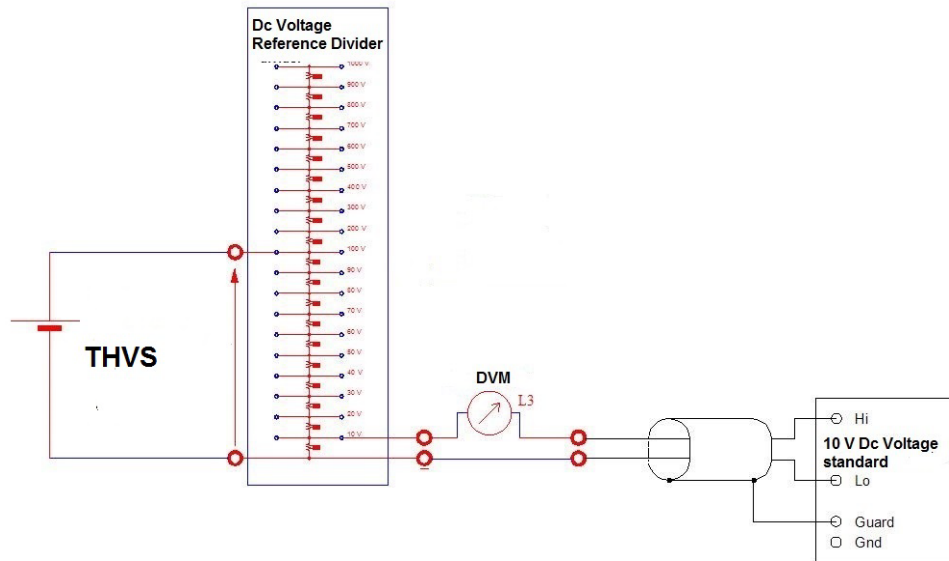 Dc Voltage
Reference Divider
1000 V
900 V
800 V
700 V
600 V
500 V
400 V
300 V
200 V
100 V
90 V
80 V
70 V
60 V
50 V
40 V
30 V
20 V
10 V
THVS
DVM
L3
Hi
10 V Dc Voltage
standard
Lo
Guard
Gnd